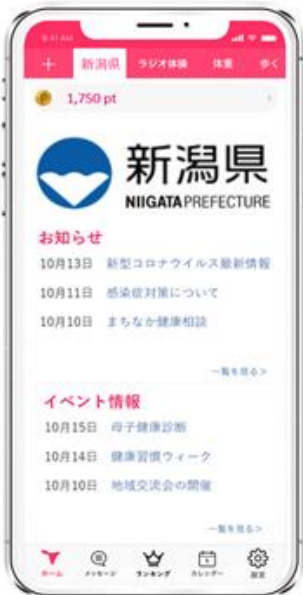 9:41 AM
＋ 新潟県 ラジオ体操 体重 歩く
1,750 pt
新潟県
NIIGATA PREFECTURE
お知らせ
10月13日 新型コロナウイルス最新情報
10月11日 感染症対策について
10月10日 まちなか健康相談
一覧を見る>
イベント情報
10月15日 母子健康診断
10月14日 健康習慣ウィーク
10月10日 地域交流会の開催
一覧を見る>
ホーム メッセージ ランキング カレンダー 設定